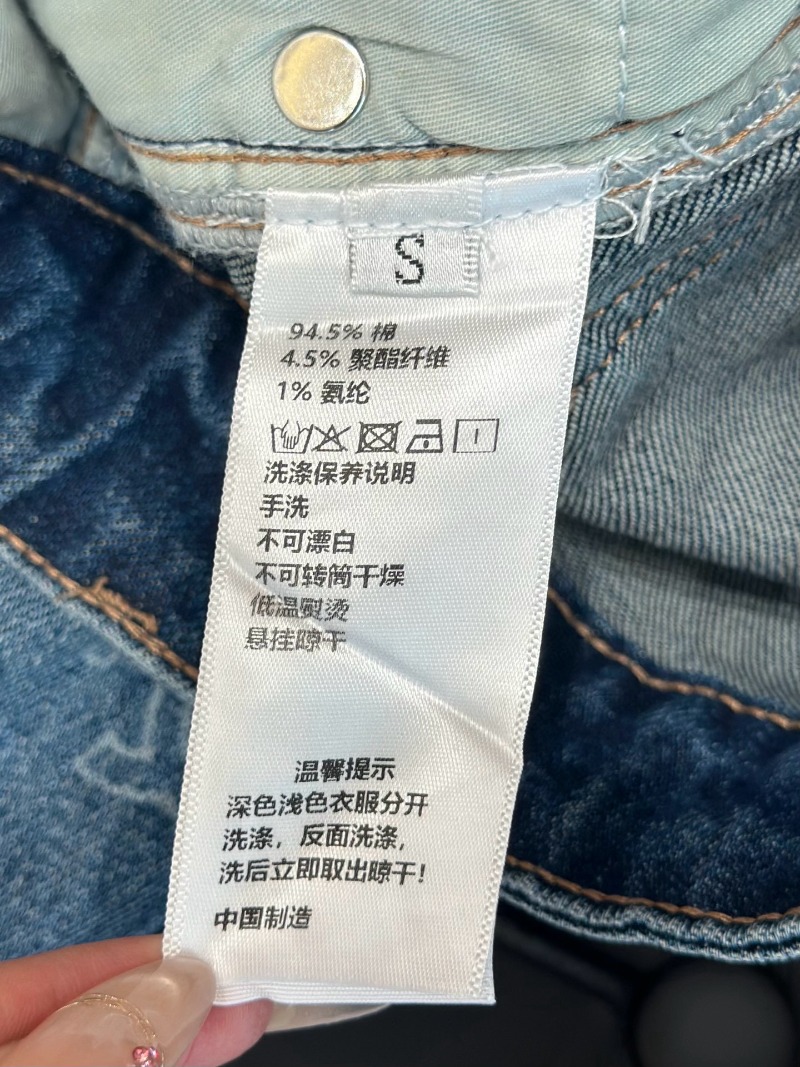 S
94.5% 棉
4.5% 聚酯纤维
1% 氨纶
洗涤保养说明
手洗
不可漂白
不可转筒干燥
低温熨烫
悬挂晾干
温馨提示
深色浅色衣服分开
洗涤，反面洗涤，
洗后立即取出晾干！
中国制造